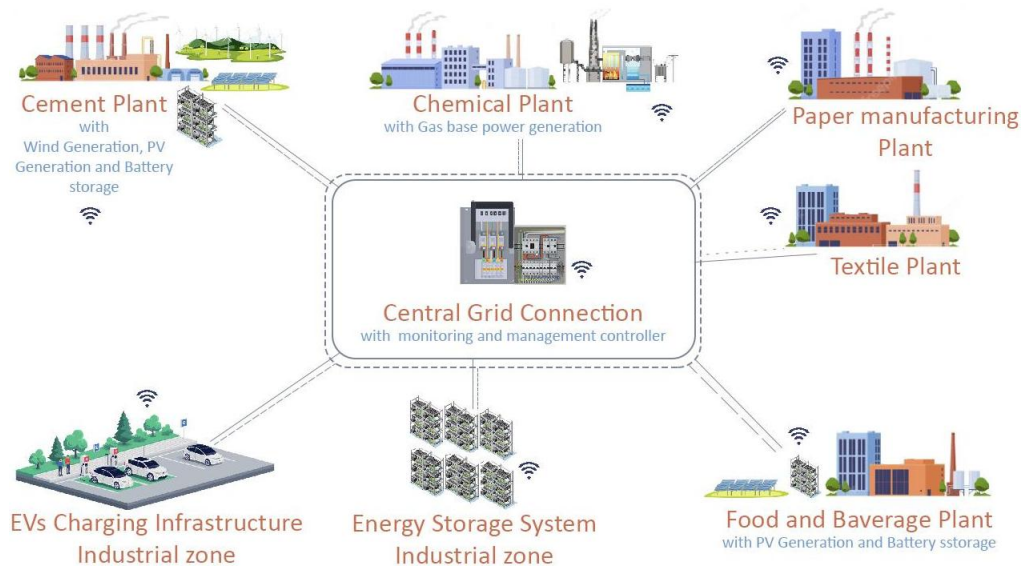 Cement Plant
with
Wind Generation, PV
Generation and Battery
storage
Chemical Plant
with Gas base power generation
Paper manufacturing
Plant
Textile Plant
Central Grid Connection
with monitoring and management controller
EVs Charging Infrastructure
Industrial zone
Energy Storage System
Industrial zone
Food and Baverage Plant
with PV Generation and Battery sstorage